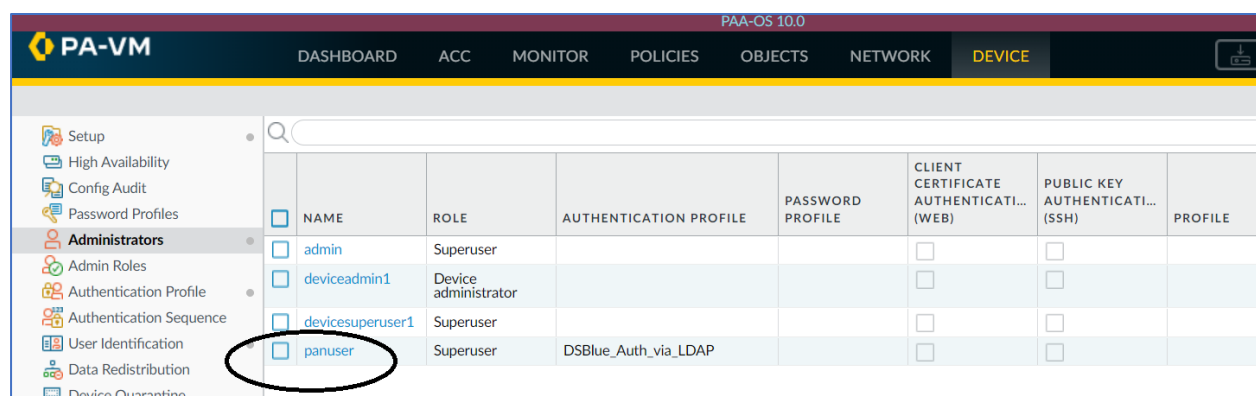 PAA-OS 10.0
PA-VM
DASHBOARD ACC MONITOR POLICIES OBJECTS NETWORK DEVICE
Setup
High Availability
Config Audit
Password Profiles
Administrators
Admin Roles
Authentication Profile
Authentication Sequence
User Identification
Data Redistribution
Device Quarantine
NAME ROLE AUTHENTICATION PROFILE PASSWORD PROFILE CLIENT CERTIFICATE AUTHENTICATI... (WEB) PUBLIC KEY AUTHENTICATI... (SSH) PROFILE
admin Superuser
deviceadmin1 Device administrator
devicesuperuser1 Superuser
panuser Superuser DSBlue_Auth_via_LDAP